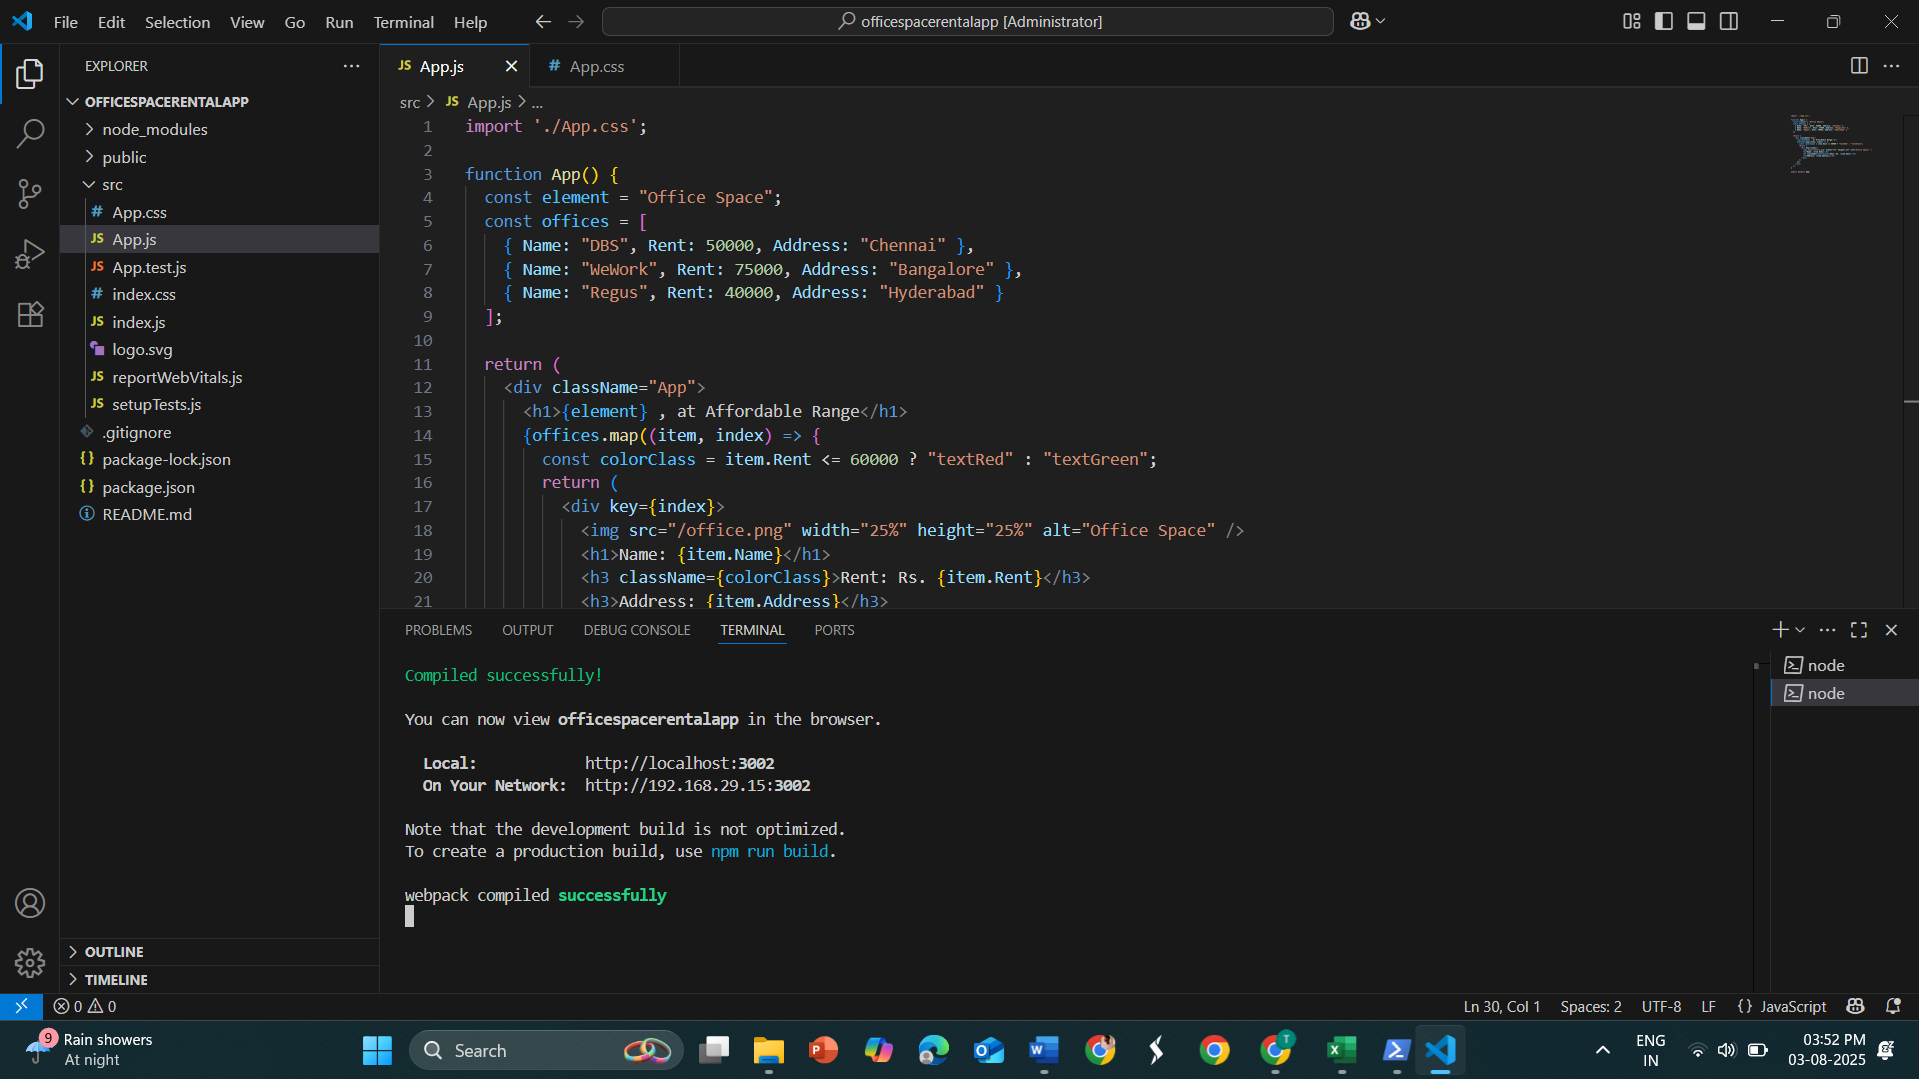 File Edit Selection View Go Run Terminal Help
officespacerentalapp [Administrator]
EXPLORER
OFFICESPACERENTALAPP
node_modules
public
src
# App.css
JS App.js
JS App.test.js
# index.css
JS index.js
logo.svg
JS reportWebVitals.js
JS setupTests.js
.gitignore
{} package-lock.json
{} package.json
README.md
OUTLINE
TIMELINE
JS App.js
# App.css
src > JS App.js > ...
1 import './App.css';
2
3 function App() {
4 const element = "Office Space";
5 const offices = [
6 { Name: "DBS", Rent: 50000, Address: "Chennai" },
7 { Name: "WeWork", Rent: 75000, Address: "Bangalore" },
8 { Name: "Regus", Rent: 40000, Address: "Hyderabad" }
9 ];
10
11 return (
12 <div className="App">
13 <h1>{element} , at Affordable Range</h1>
14 {offices.map((item, index) => {
15 const colorClass = item.Rent <= 60000 ? "textRed" : "textGreen";
16 return (
17 <div key={index}>
18 <img src="/office.png" width="25%" height="25%" alt="Office Space" />
19 <h1>Name: {item.Name}</h1>
20 <h3 className={colorClass}>Rent: Rs. {item.Rent}</h3>
21 <h3>Address: {item.Address}</h3>
PROBLEMS OUTPUT DEBUG CONSOLE TERMINAL PORTS
Compiled successfully!
You can now view officespacerentalapp in the browser.
Local: http://localhost:3002
On Your Network: http://192.168.29.15:3002
Note that the development build is not optimized.
To create a production build, use npm run build.
webpack compiled successfully
node
node
0 0
Ln 30, Col 1 Spaces: 2 UTF-8 LF {} JavaScript
9
Rain showers
At night
Search
ENG
IN
03:52 PM
03-08-2025